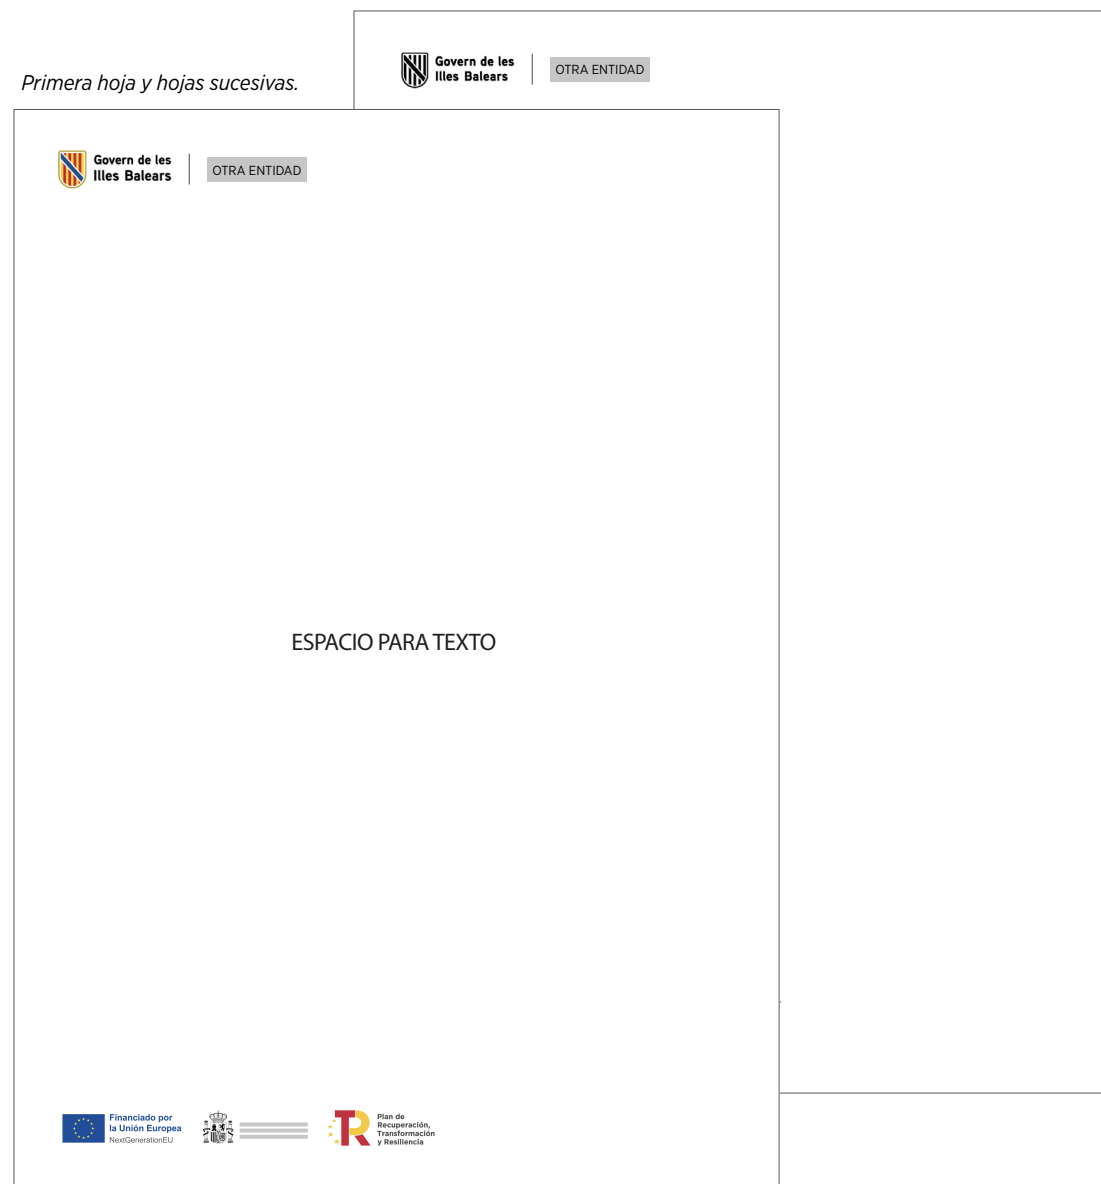 Primera hoja y hojas sucesivas.
Govern de les
Illes Balears
OTRA ENTIDAD
Govern de les
Illes Balears
OTRA ENTIDAD
ESPACIO PARA TEXTO
Financiado por
la Unión Europea
NextGenerationEU
TR
Plan de
Recuperación,
Transformación
y Resiliencia